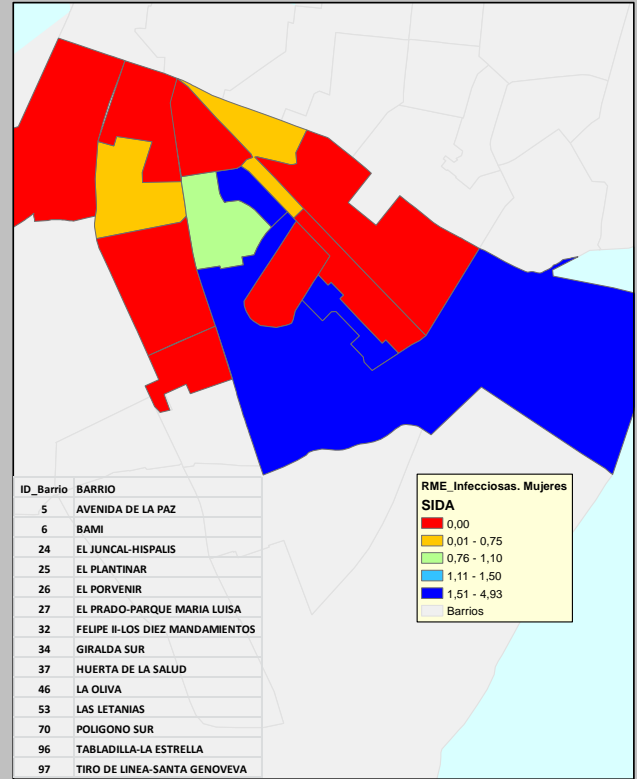 ID_Barrio BARRIO
5 AVENIDA DE LA PAZ
6 BAMI
24 EL JUNCAL-HISPALIS
25 EL PLANTINAR
26 EL PORVENIR
27 EL PRADO-PARQUE MARIA LUISA
32 FELIPE II-LOS DIEZ MANDAMIENTOS
34 GIRALDA SUR
37 HUERTA DE LA SALUD
46 LA OLIVA
53 LAS LETANIAS
70 POLIGONO SUR
96 TABLADILLA-LA ESTRELLA
97 TIRO DE LINEA-SANTA GENOVEVA
RME_Infecciosas. Mujeres
SIDA
0,00
0,01 - 0,75
0,76 - 1,10
1,11 - 1,50
1,51 - 4,93
Barrios